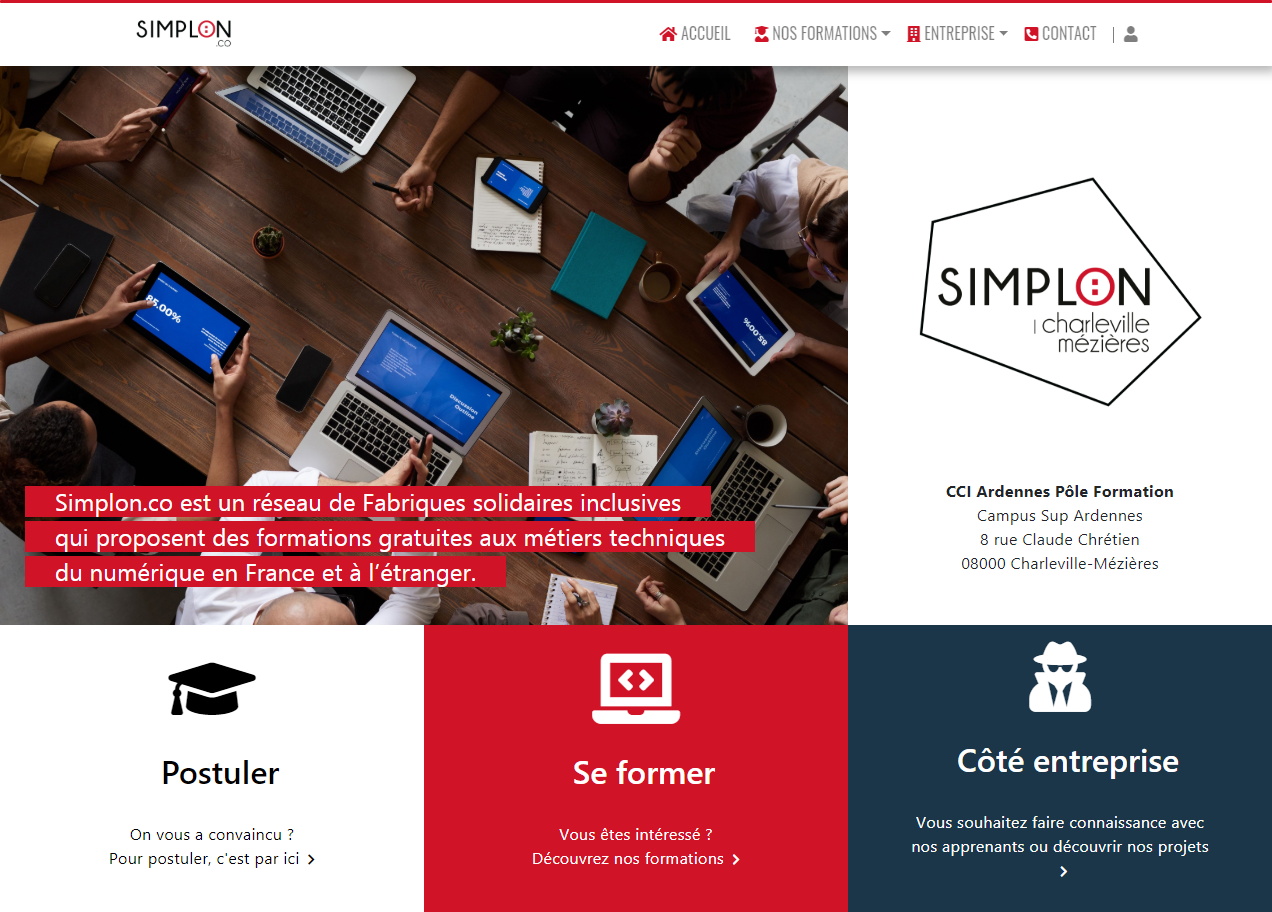 SIMPLON
.CO
ACCUEIL
NOS FORMATIONS
ENTREPRISE
CONTACT
|
85.00%
85.00%
Discussion
Outline
Simplon.co est un réseau de Fabriques solidaires inclusives
qui proposent des formations gratuites aux métiers techniques
du numérique en France et à l’étranger.
SIMPLON
| charleville
mézières
CCI Ardennes Pôle Formation
Campus Sup Ardennes
8 rue Claude Chrétien
08000 Charleville-Mézières
Postuler
On vous a convaincu ?
Pour postuler, c'est par ici
Se former
Vous êtes intéressé ?
Découvrez nos formations
Côté entreprise
Vous souhaitez faire connaissance avec
nos apprenants ou découvrir nos projets